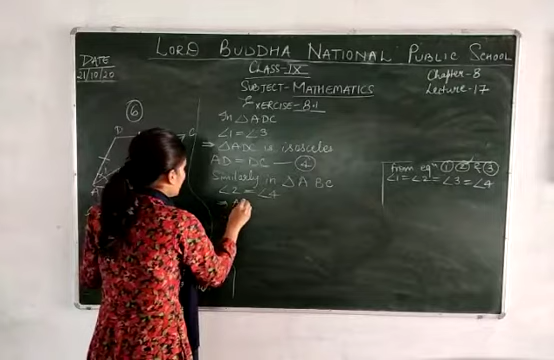 LORD BUDDHA NATIONAL PUBLIC SCHOOL
DATE
21/10/20
CLASS-IX
SUBJECT-MATHEMATICS
EXERCISE-8.1
Chapter-8
Lecture-17
6
D
C
In △ADC
∠1=∠3
⇒ △ADC is isosceles
AD = DC — 4
Similarly in △ABC
∠2 = ∠4
⇒ A
from eqn 1 2 & 3
∠1=∠2=∠3=∠4